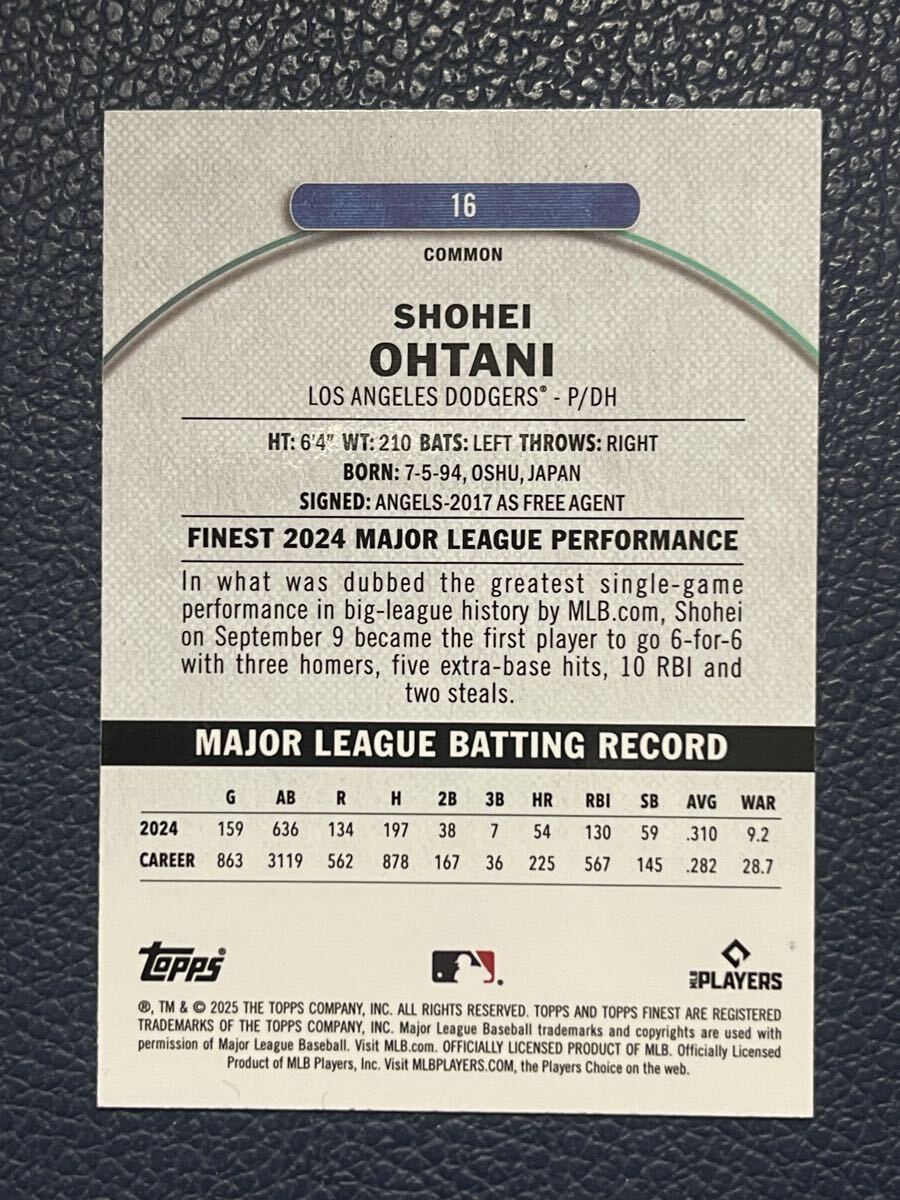 16
COMMON
SHOHEI
OHTANI
LOS ANGELES DODGERS® - P/DH
HT: 6'4" WT: 210 BATS: LEFT THROWS: RIGHT
BORN: 7-5-94, OSHU, JAPAN
SIGNED: ANGELS-2017 AS FREE AGENT
FINEST 2024 MAJOR LEAGUE PERFORMANCE
In what was dubbed the greatest single-game
performance in big-league history by MLB.com, Shohei
on September 9 became the first player to go 6-for-6
with three homers, five extra-base hits, 10 RBI and
two steals.
MAJOR LEAGUE BATTING RECORD
G AB R H 2B 3B HR RBI SB AVG WAR
2024 159 636 134 197 38 7 54 130 59 .310 9.2
CAREER 863 3119 562 878 167 36 225 567 145 .282 28.7
topps®
MLB PLAYERS
®, TM & © 2025 THE TOPPS COMPANY, INC. ALL RIGHTS RESERVED. TOPPS AND TOPPS FINEST ARE REGISTERED
TRADEMARKS OF THE TOPPS COMPANY, INC. Major League Baseball trademarks and copyrights are used with
permission of Major League Baseball. Visit MLB.com. OFFICIALLY LICENSED PRODUCT OF MLB. Officially Licensed
Product of MLB Players, Inc. Visit MLBPLAYERS.COM, the Players Choice on the web.